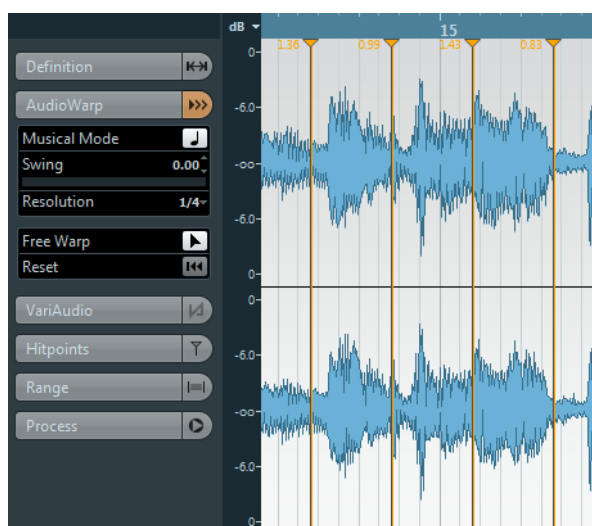 dB
15
1.36 0.99 1.43 0.83
0
-6.0
-oo
-6.0
0
0
-6.0
-oo
-6.0
0
Definition
AudioWarp
Musical Mode
Swing 0.00
Resolution 1/4
Free Warp
Reset
VariAudio
Hitpoints
Range
Process